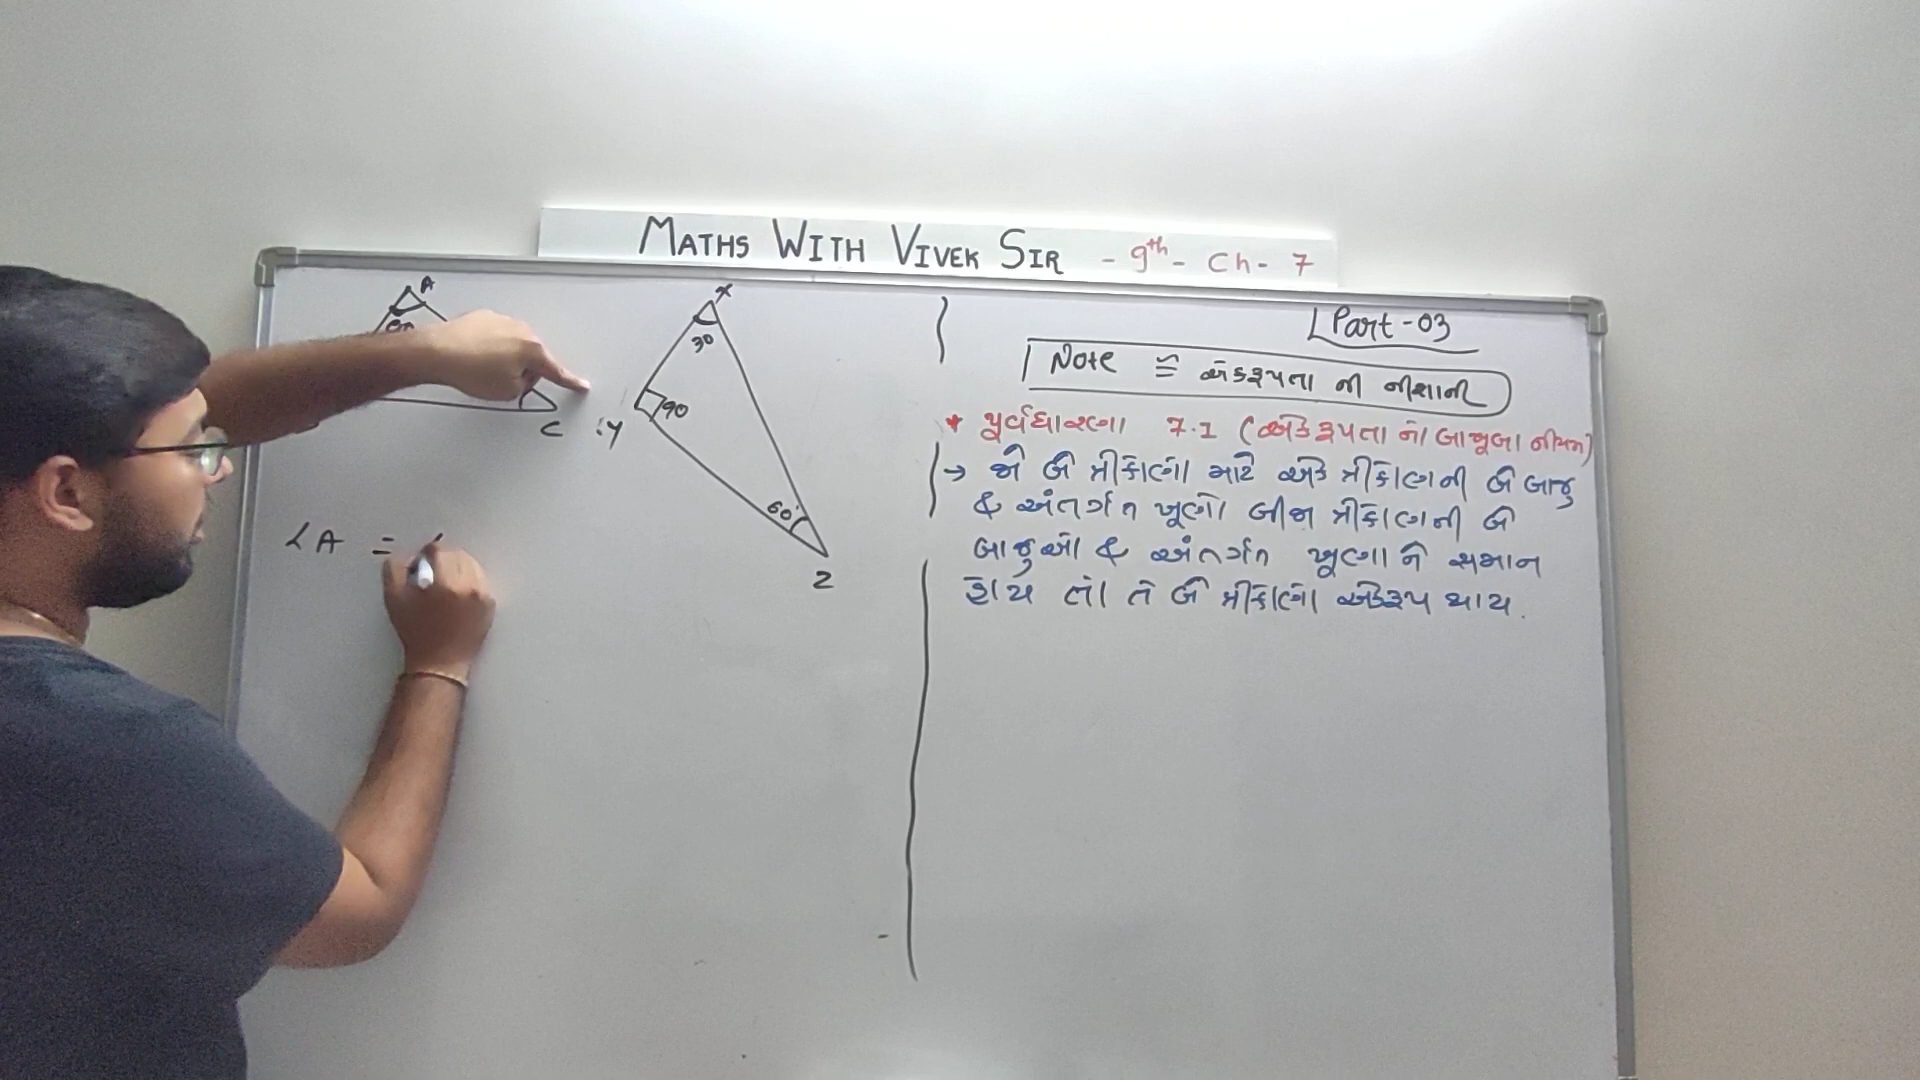 MATHS WITH VIVEK SIR - 9th - Ch - 7
Part - 03
Note ≅ એકરૂપતા ની નીશાની
* પૂર્વધારણા 7.1 (એકરૂપતા નો બાખૂબા નીયમ)
→ જો બે ત્રીકોણો માટે એક ત્રીકોણની બે બાજુ
& અંતર્ગત ખૂણો બીજા ત્રીકોણની બે
બાજુઓ & અંતર્ગત ખૂણા ને સમાન
હોય તો તે બે ત્રીકોણો એકરૂપ થાય.
A
C
X
30
Y
90
60°
Z
∠A =